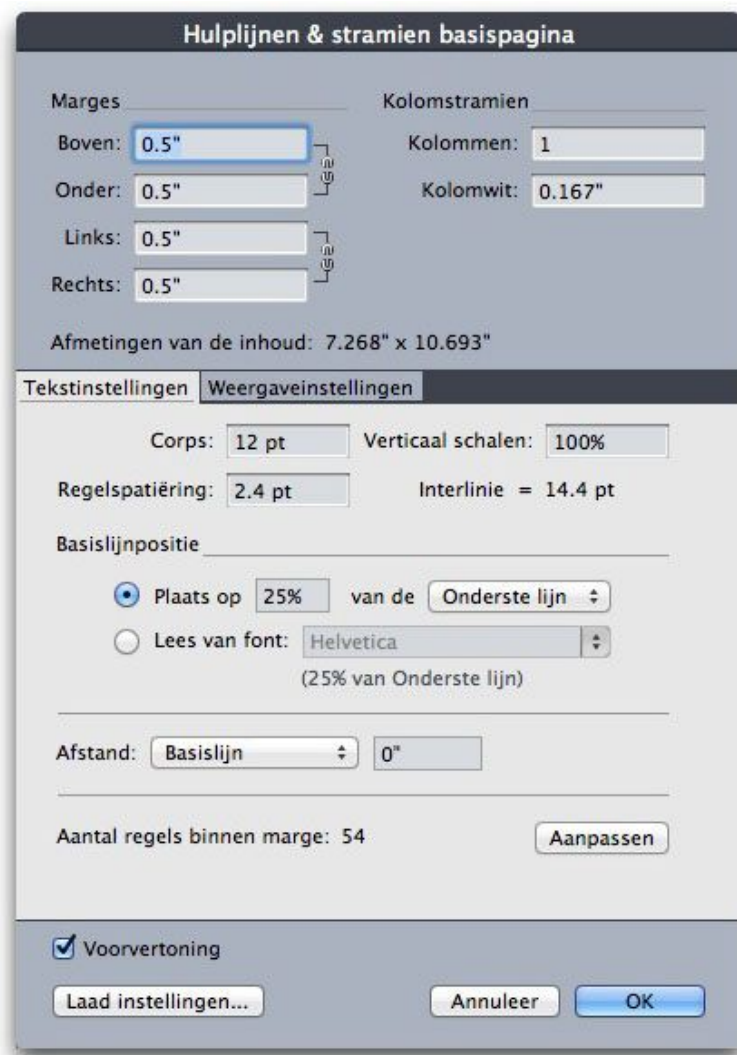 Hulplijnen & stramien basispagina
Marges
Boven: 0.5"
Onder: 0.5"
Links: 0.5"
Rechts: 0.5"
Kolomstramien
Kolommen: 1
Kolomwit: 0.167"
Afmetingen van de inhoud: 7.268" x 10.693"
Tekstinstellingen Weergaveinstellingen
Corps: 12 pt Verticaal schalen: 100%
Regelspatiëring: 2.4 pt Interlinie = 14.4 pt
Basislijnpositie
Plaats op 25% van de Onderste lijn
Lees van font: Helvetica
(25% van Onderste lijn)
Afstand: Basislijn 0"
Aantal regels binnen marge: 54 Aanpassen
Voorvertoning
Laad instellingen... Annuleer OK